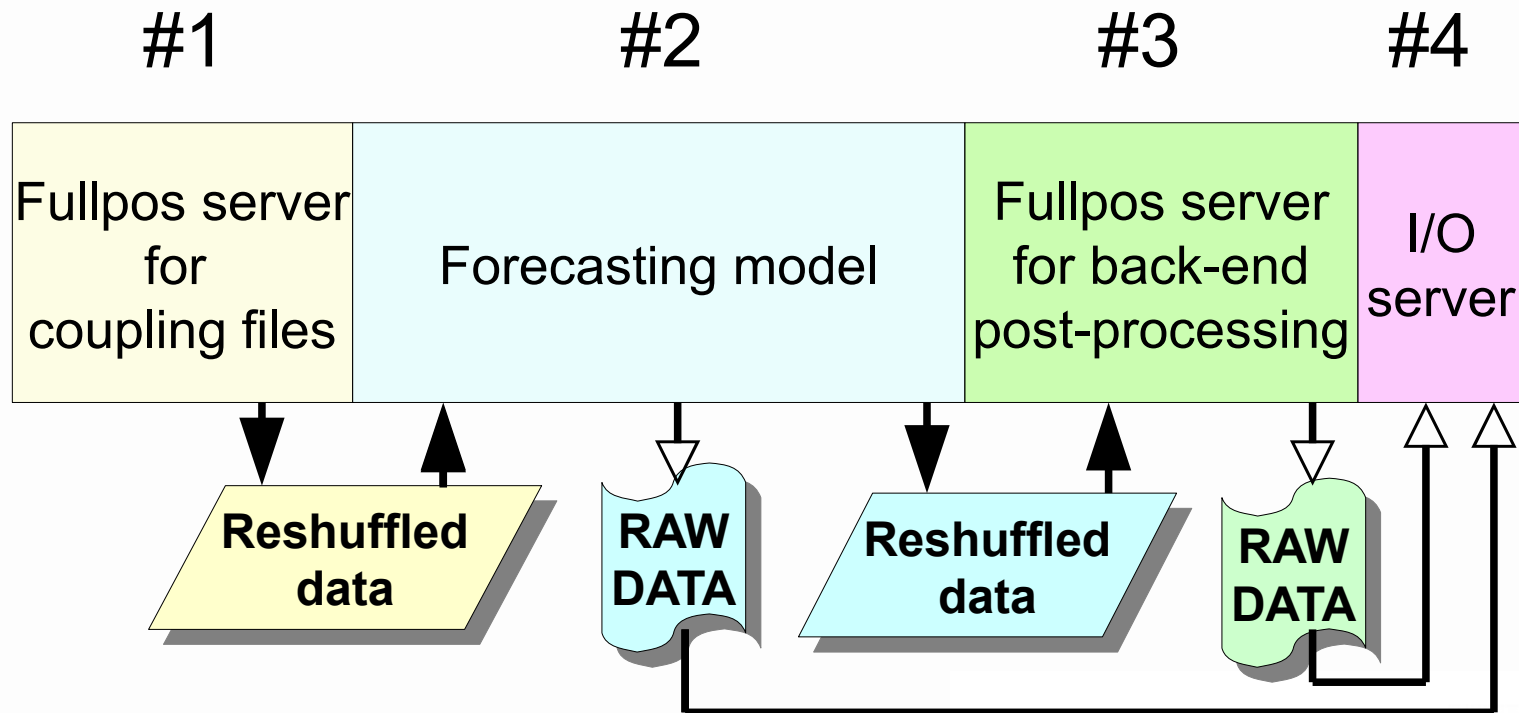 #1
#2
#3
#4
Fullpos server
for
coupling files
Forecasting model
Fullpos server
for back-end
post-processing
I/O
server
Reshuffled
data
RAW
DATA
Reshuffled
data
RAW
DATA